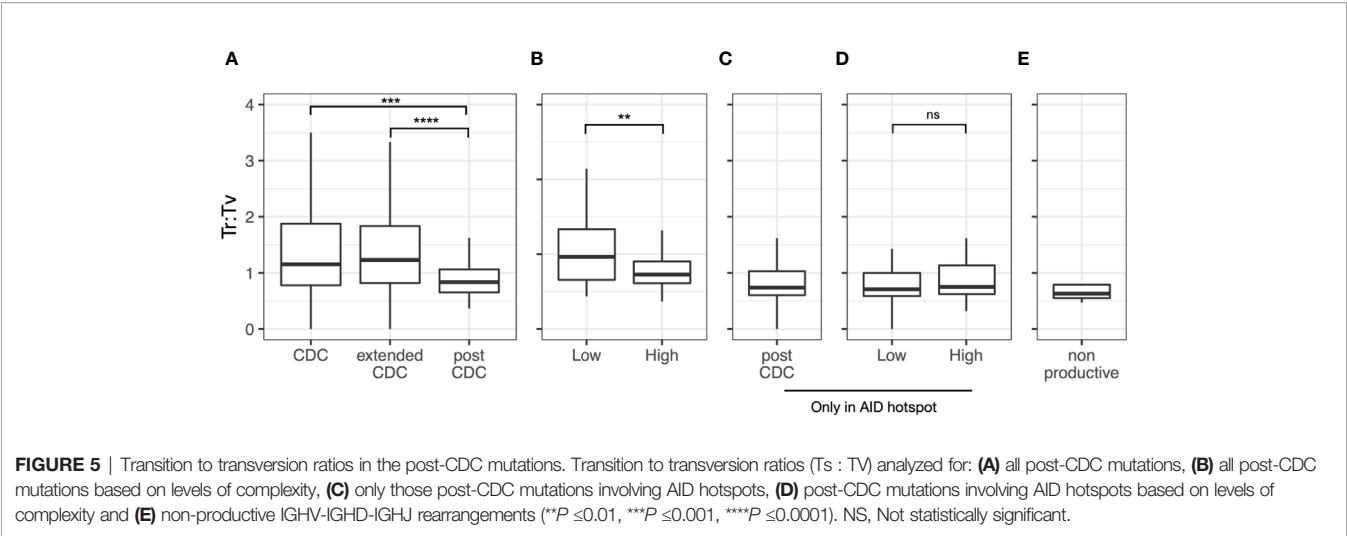 A
B
C
D
E
***
****
**
ns
4
3
2
1
0
Tr:Tv
CDC
extended
CDC
post
CDC
Low
High
post
CDC
Low
High
non
productive
Only in AID hotspot
FIGURE 5 | Transition to transversion ratios in the post-CDC mutations. Transition to transversion ratios (Ts : TV) analyzed for: (A) all post-CDC mutations, (B) all post-CDC
mutations based on levels of complexity, (C) only those post-CDC mutations involving AID hotspots, (D) post-CDC mutations involving AID hotspots based on levels of
complexity and (E) non-productive IGHV-IGHD-IGHJ rearrangements (**P ≤0.01, ***P ≤0.001, ****P ≤0.0001). NS, Not statistically significant.